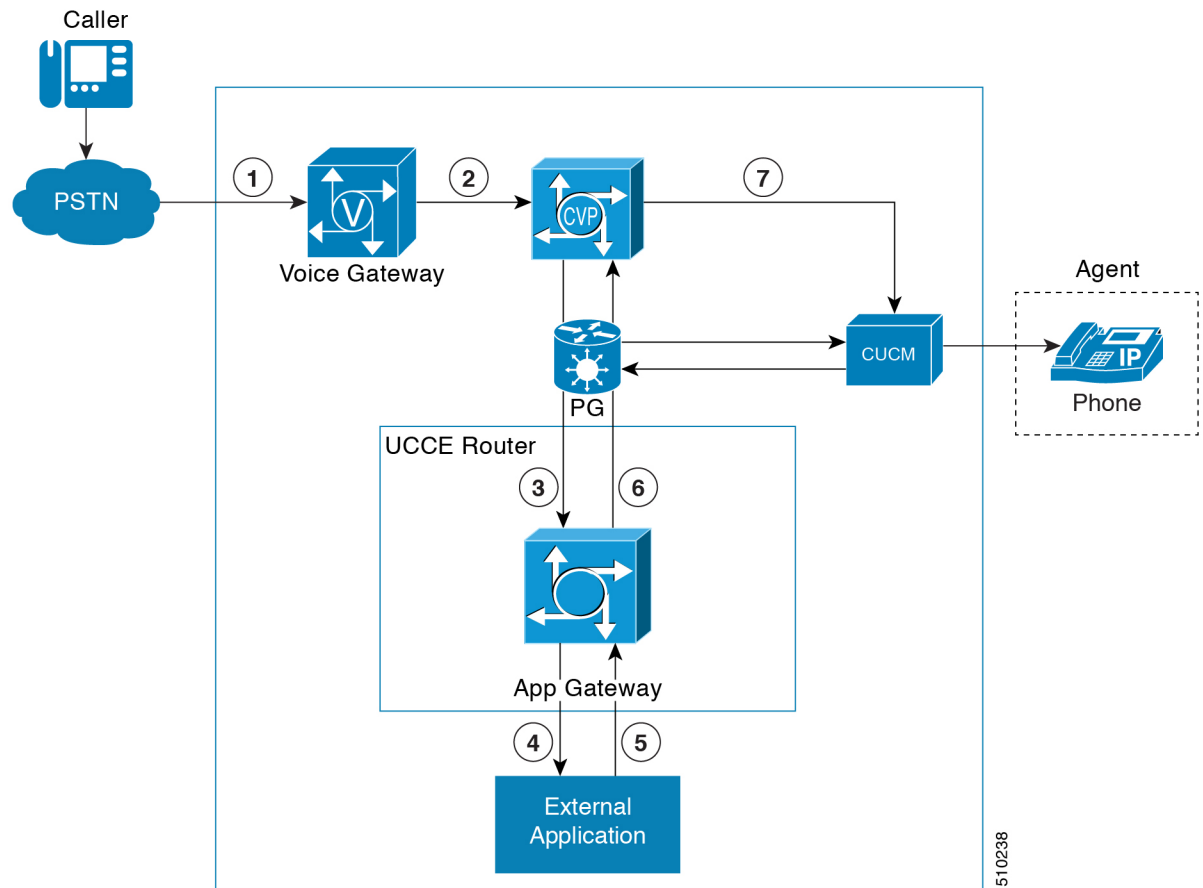 Caller
PSTN
1
2
7
V
CVP
Voice Gateway
Agent
CUCM
IP
Phone
PG
UCCE Router
3
6
App Gateway
4
5
External
Application
510238